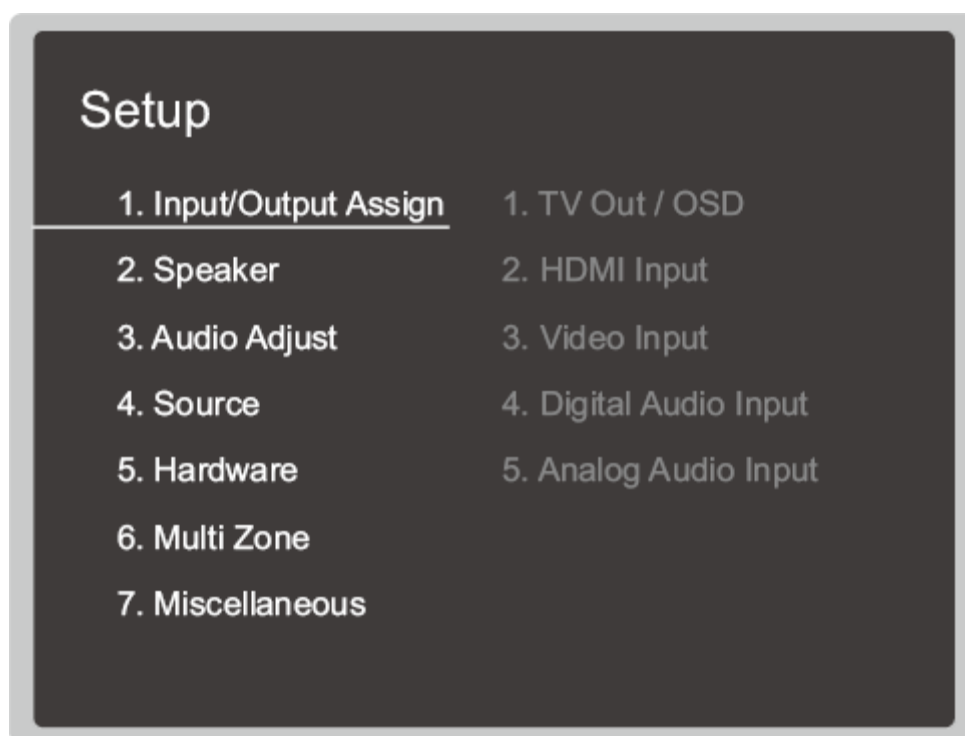 Setup
1. Input/Output Assign
2. Speaker
3. Audio Adjust
4. Source
5. Hardware
6. Multi Zone
7. Miscellaneous
1. TV Out / OSD
2. HDMI Input
3. Video Input
4. Digital Audio Input
5. Analog Audio Input